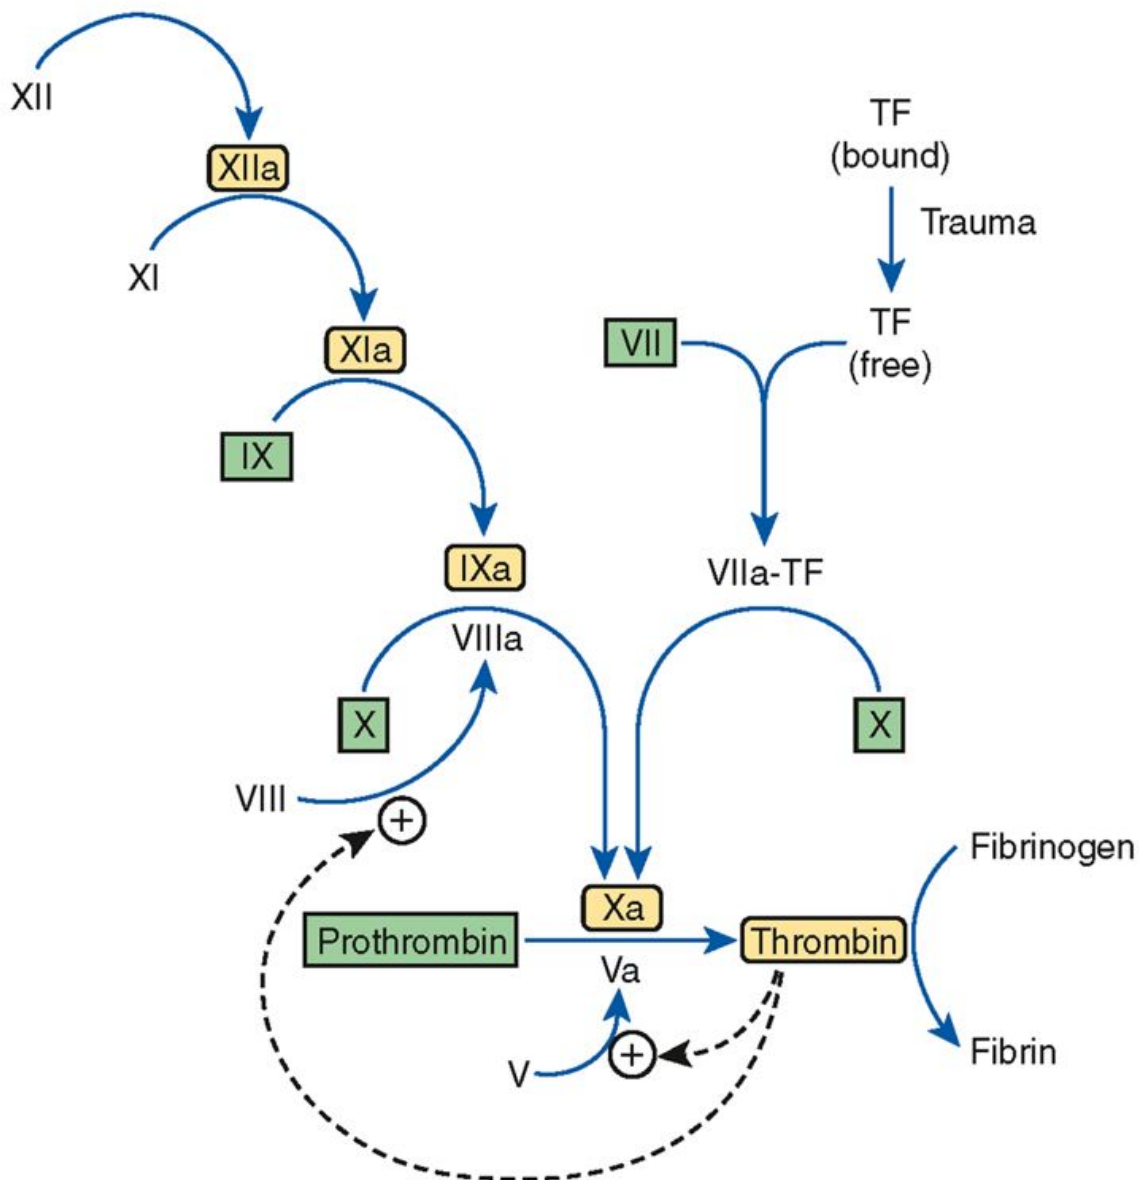 XII
TF
(bound)
XIIa
Trauma
XI
TF
(free)
VII
XIa
IX
IXa
VIIa-TF
VIIIa
X
X
VIII
+
Fibrinogen
Xa
Prothrombin
Thrombin
Va
V
+
Fibrin